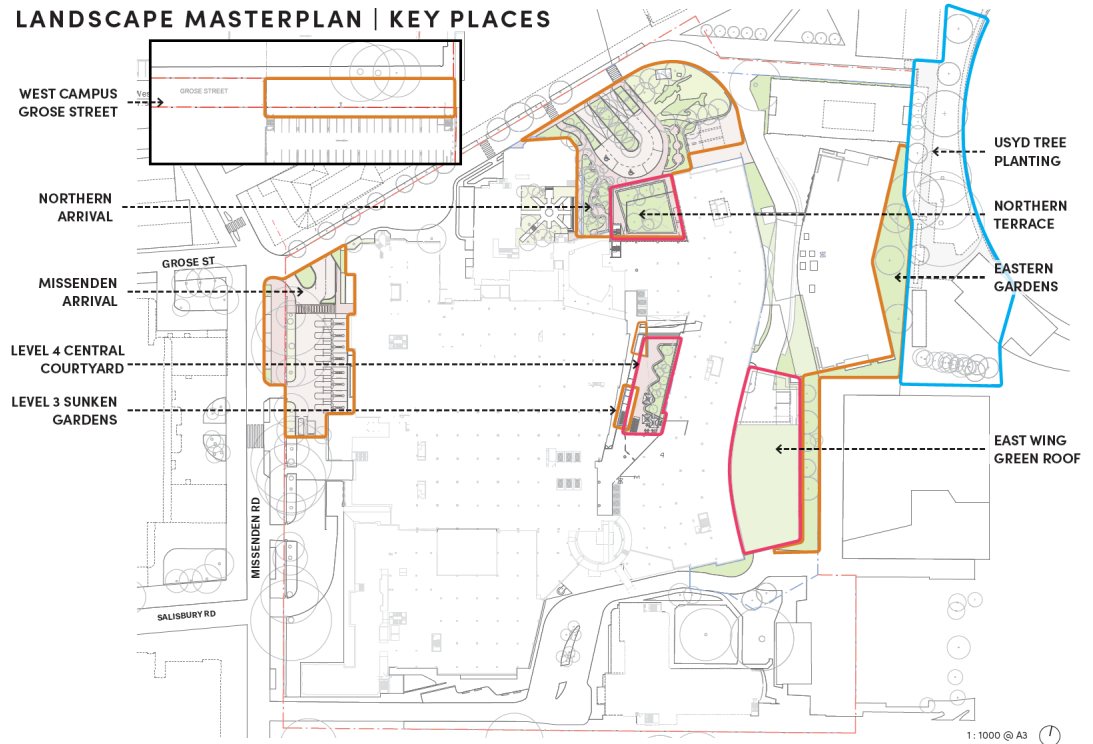 LANDSCAPE MASTERPLAN | KEY PLACES
WEST CAMPUS
GROSE STREET
GROSE STREET
NORTHERN
ARRIVAL
GROSE ST
MISSENDEN
ARRIVAL
LEVEL 4 CENTRAL
COURTYARD
LEVEL 3 SUNKEN
GARDENS
MISSENDEN RD
SALISBURY RD
USYD TREE
PLANTING
NORTHERN
TERRACE
EASTERN
GARDENS
EAST WING
GREEN ROOF
1 : 1000 @ A3